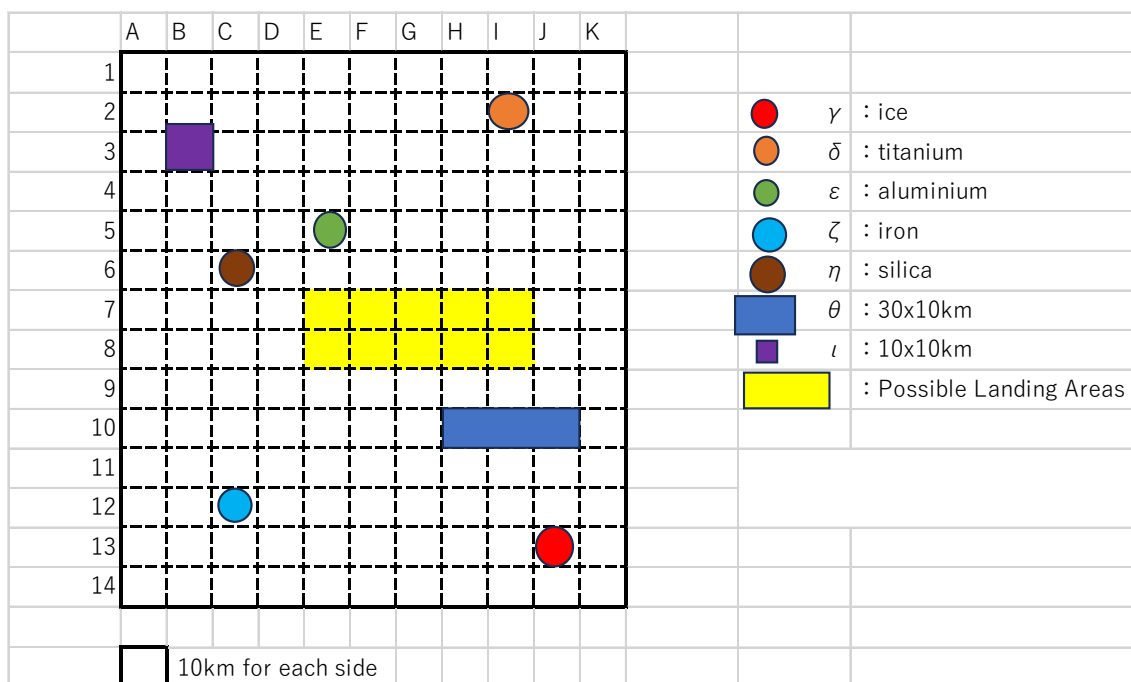 A B C D E F G H I J K
1
2
γ : ice
3
δ : titanium
4
ε : aluminium
5
ζ : iron
6
η : silica
7
θ : 30x10km
8
ι : 10x10km
9
: Possible Landing Areas
10
11
12
13
14
10km for each side